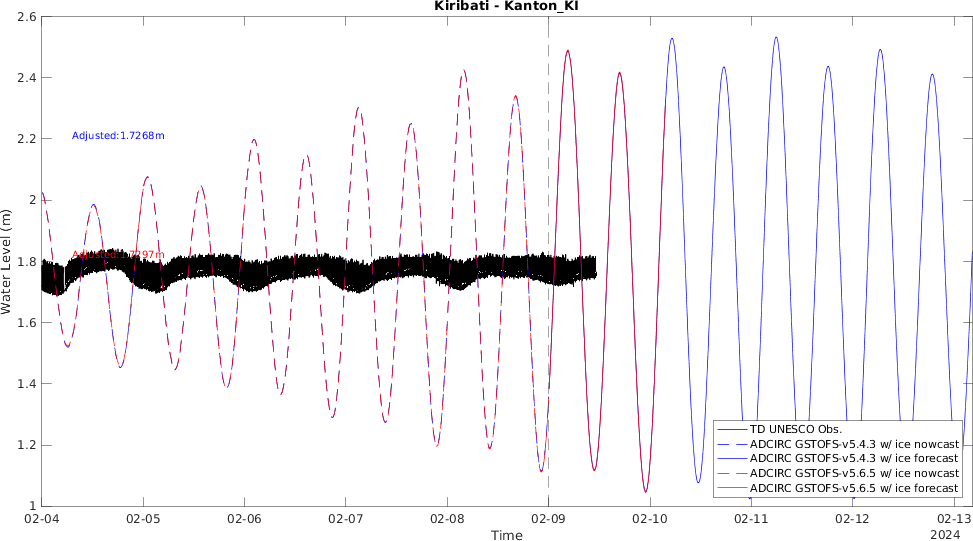 Kiribati - Kanton_KI
2.6
2.4
2.2
2
1.8
1.6
1.4
1.2
1
Water Level (m)
Adjusted:1.7268m
Adjusted:1.7297m
TD UNESCO Obs.
ADCIRC GSTOFS-v5.4.3 w/ ice nowcast
ADCIRC GSTOFS-v5.4.3 w/ ice forecast
ADCIRC GSTOFS-v5.6.5 w/ ice nowcast
ADCIRC GSTOFS-v5.6.5 w/ ice forecast
02-04 02-05 02-06 02-07 02-08 02-09 02-10 02-11 02-12 02-13
Time
2024